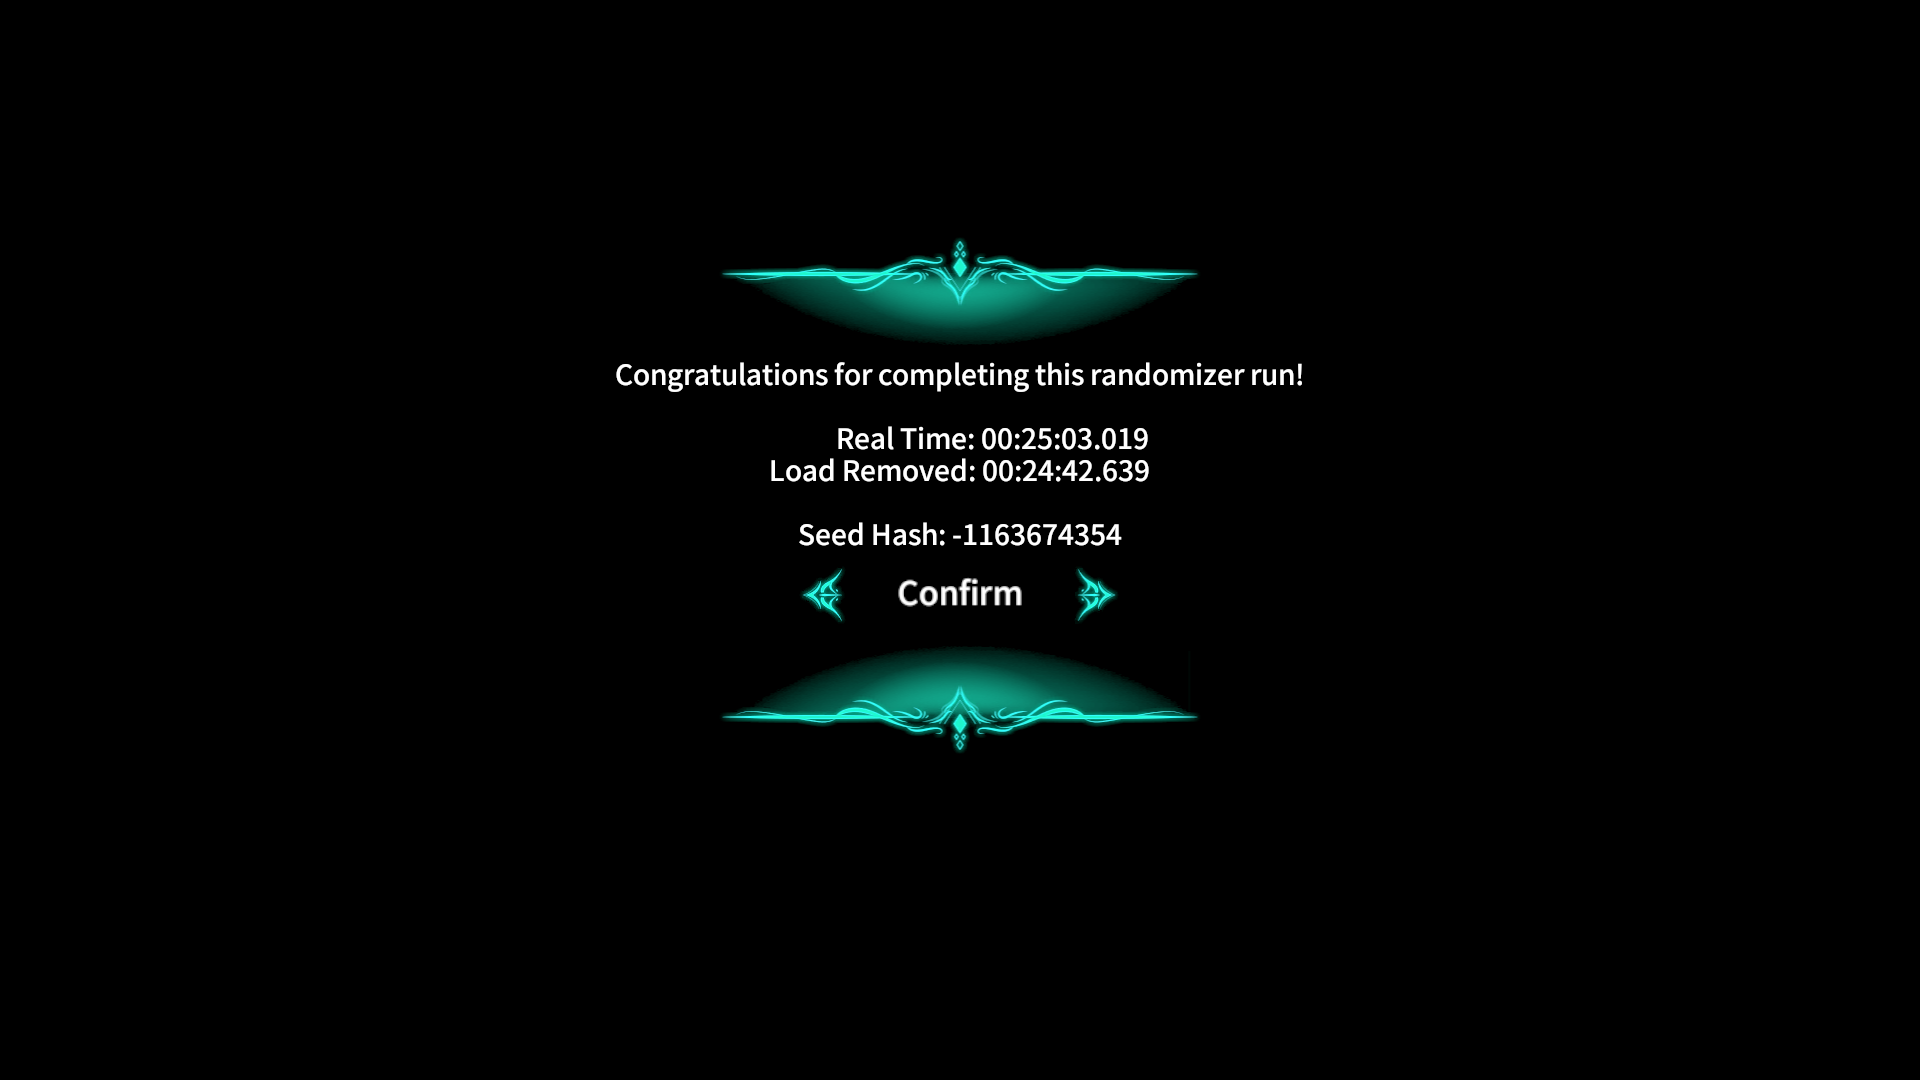 Congratulations for completing this randomizer run!
Real Time: 00:25:03.019
Load Removed: 00:24:42.639
Seed Hash: -1163674354
Confirm